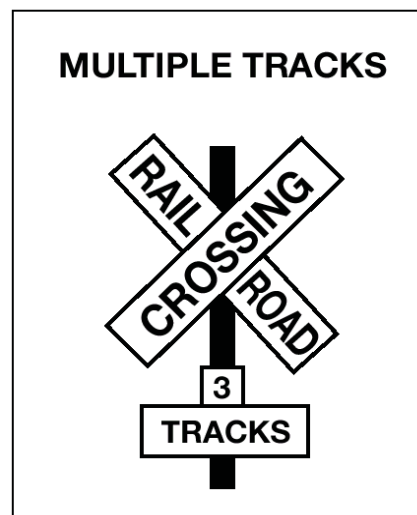 MULTIPLE TRACKS
RAIL ROAD
CROSSING
3
TRACKS